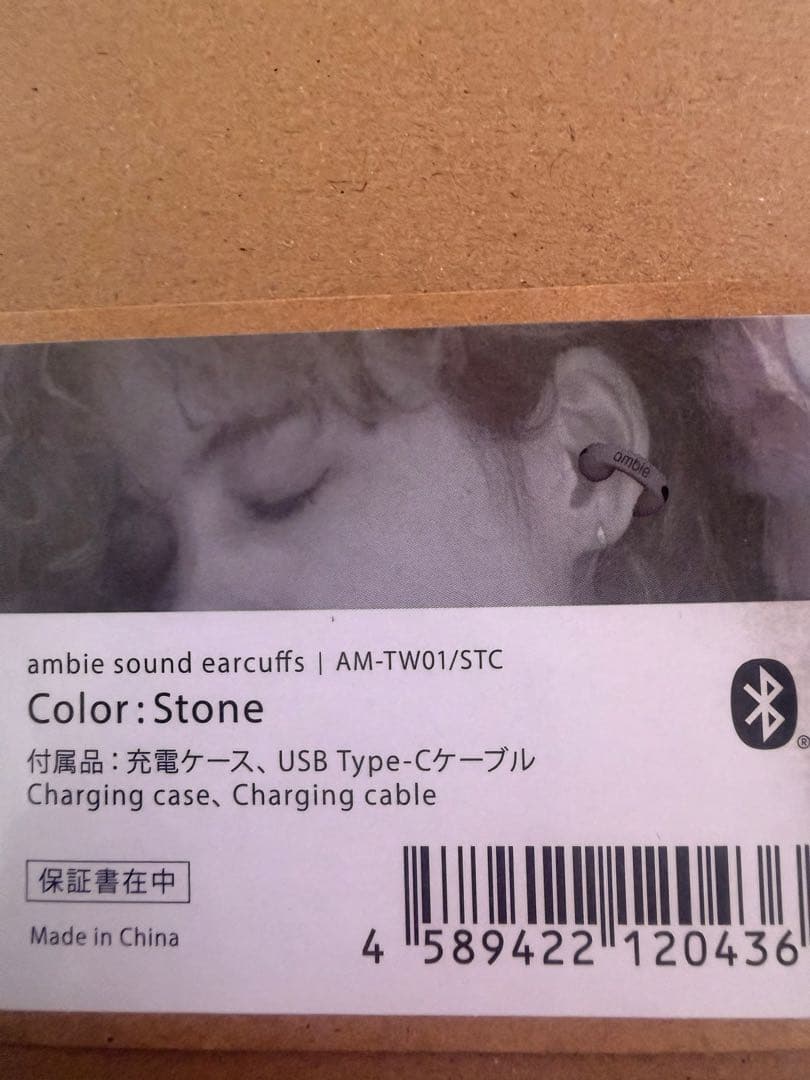 ambie
ambie sound earcuffs | AM-TW01/STC
Color:Stone
付属品：充電ケース、USB Type-Cケーブル
Charging case、Charging cable
保証書在中
Made in China
4 589422 120436
®